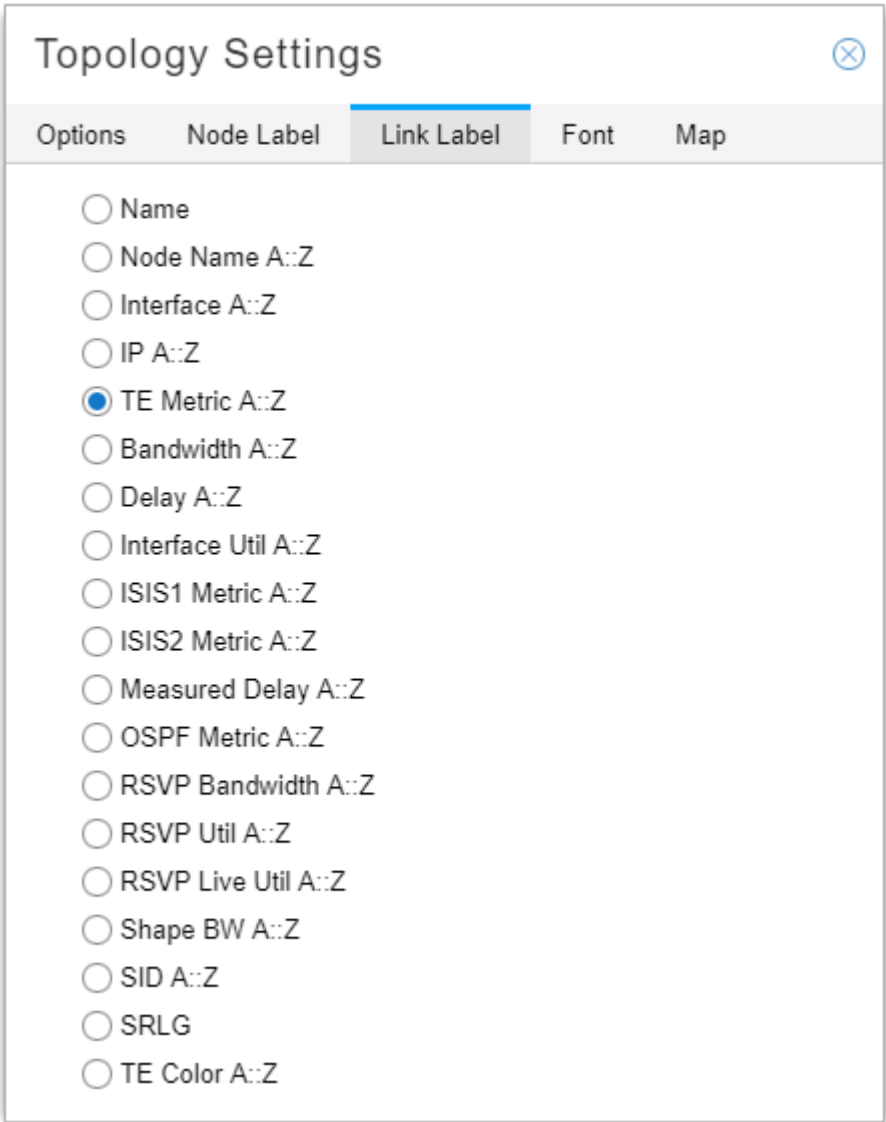 Topology Settings
Options Node Label Link Label Font Map
Name
Node Name A::Z
Interface A::Z
IP A::Z
TE Metric A::Z
Bandwidth A::Z
Delay A::Z
Interface Util A::Z
ISIS1 Metric A::Z
ISIS2 Metric A::Z
Measured Delay A::Z
OSPF Metric A::Z
RSVP Bandwidth A::Z
RSVP Util A::Z
RSVP Live Util A::Z
Shape BW A::Z
SID A::Z
SRLG
TE Color A::Z